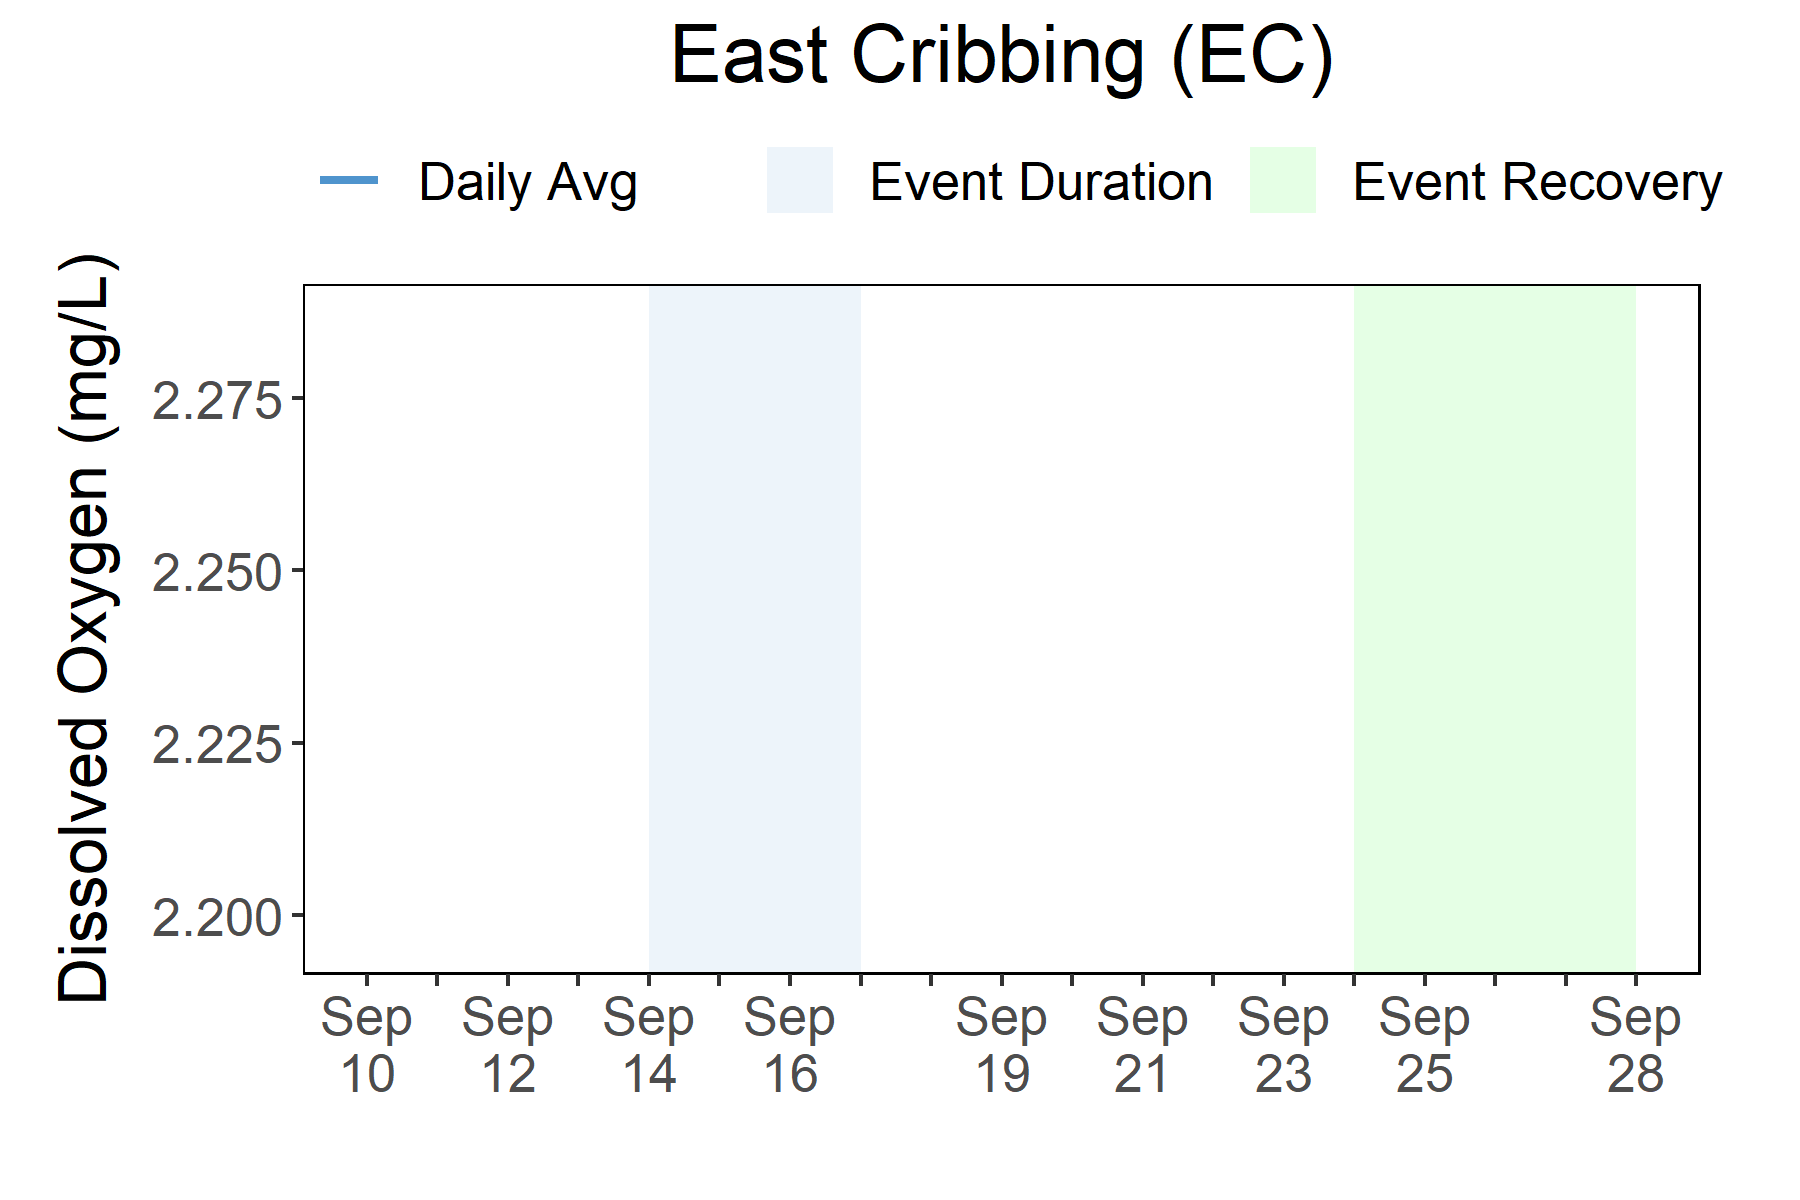 East Cribbing (EC)
Daily Avg Event Duration Event Recovery
Dissolved Oxygen (mg/L)
2.275
2.250
2.225
2.200
Sep Sep Sep Sep Sep Sep Sep Sep Sep
10 12 14 16 19 21 23 25 28